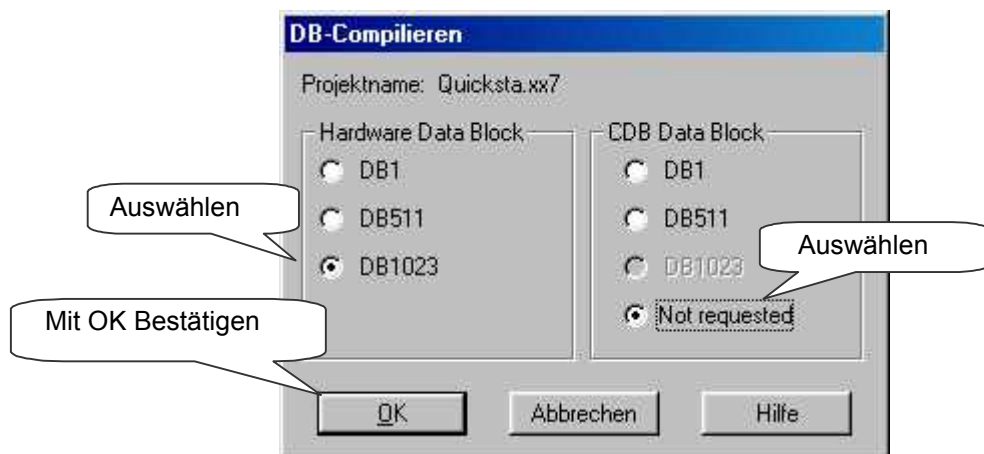 DB-Compilieren
Projektname: Quicksta.xx7
Hardware Data Block
DB1
DB511
DB1023
CDB Data Block
DB1
DB511
DB1023
Not requested
Auswählen
Auswählen
Mit OK Bestätigen
OK
Abbrechen
Hilfe